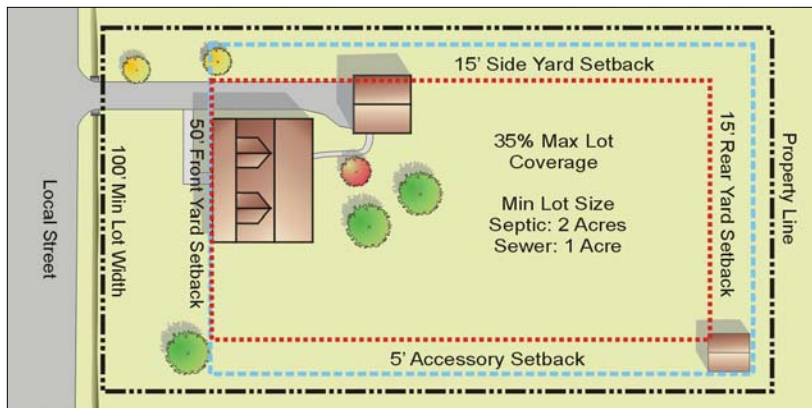 15' Side Yard Setback
Local Street
100' Min Lot Width
50' Front Yard Setback
35% Max Lot
Coverage
Min Lot Size
Septic: 2 Acres
Sewer: 1 Acre
15' Rear Yard Setback
Property Line
5' Accessory Setback